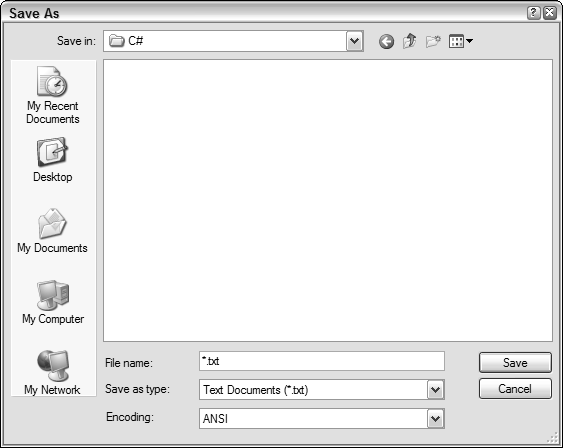 Save As
Save in: C#
My Recent
Documents
Desktop
My Documents
My Computer
My Network
File name: *.txt
Save
Save as type: Text Documents (*.txt)
Cancel
Encoding: ANSI